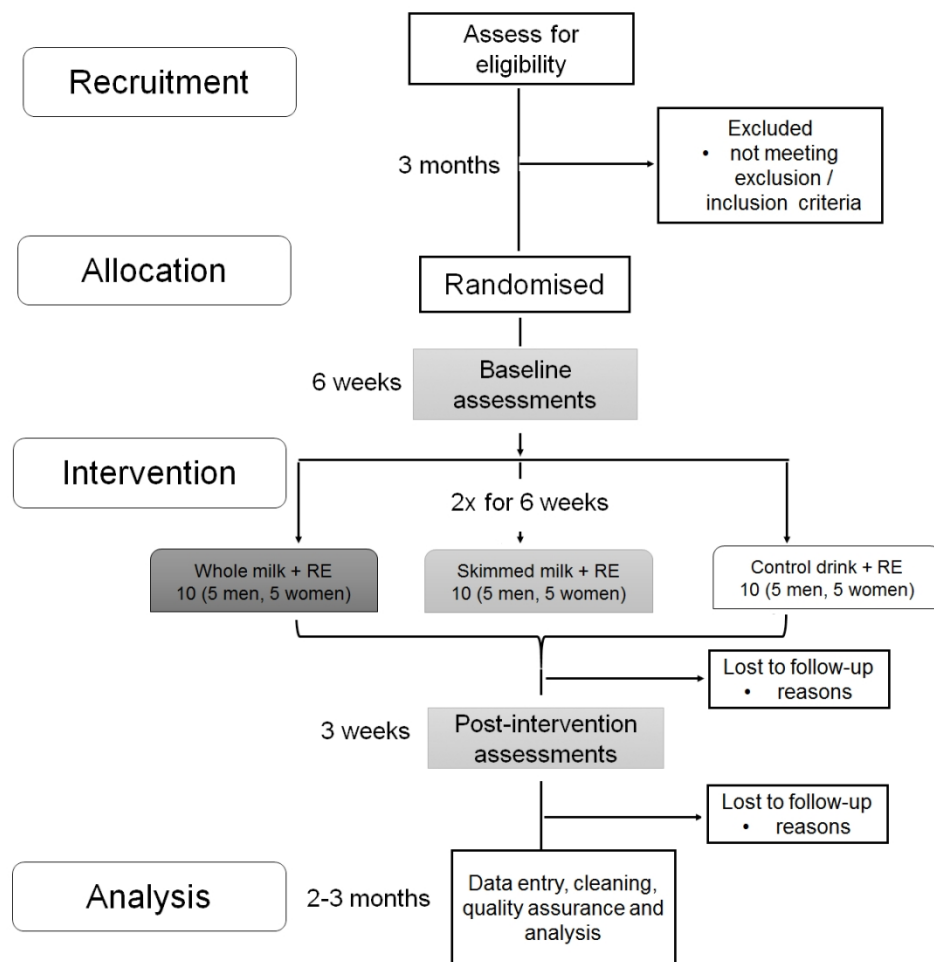 Assess for
eligibility
Recruitment
3 months
Excluded
• not meeting
exclusion /
inclusion criteria
Allocation
Randomised
6 weeks
Baseline
assessments
Intervention
2x for 6 weeks
Whole milk + RE
10 (5 men, 5 women)
Skimmed milk + RE
10 (5 men, 5 women)
Control drink + RE
10 (5 men, 5 women)
Lost to follow-up
• reasons
3 weeks
Post-intervention
assessments
Lost to follow-up
• reasons
Analysis
2-3 months
Data entry, cleaning,
quality assurance and
analysis